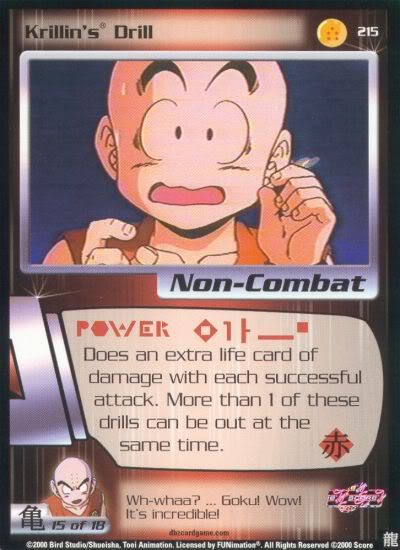 Krillin's® Drill 215
Non-Combat
POWER
Does an extra life card of
damage with each successful
attack. More than 1 of these
drills can be out at the
same time.
赤
Wh-whaa? ... Goku! Wow!
It's incredible!
亀 15 of 18
龍
©2000 Bird Studio/Shueisha, Toei Animation. Licensed by FUNimation®. All Rights Reserved ©2000 Score
dbzcardgame.com